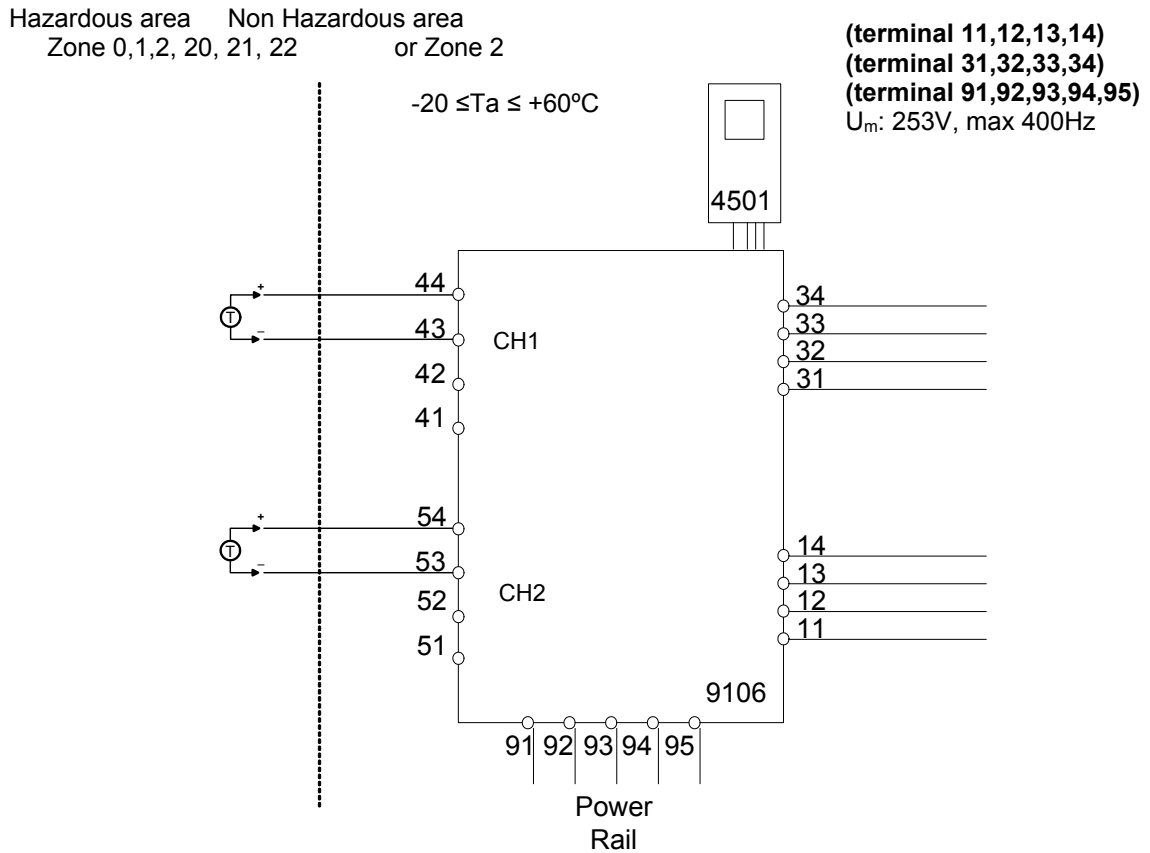 Hazardous area Non Hazardous area
Zone 0,1,2, 20, 21, 22 or Zone 2
(terminal 11,12,13,14)
(terminal 31,32,33,34)
(terminal 91,92,93,94,95)
Um: 253V, max 400Hz
-20 ≤Ta ≤ +60ºC
4501
44
+
T
43
−
CH1
42
41
34
33
32
31
54
+
T
53
−
CH2
52
51
14
13
12
11
9106
91 92 93 94 95
Power
Rail